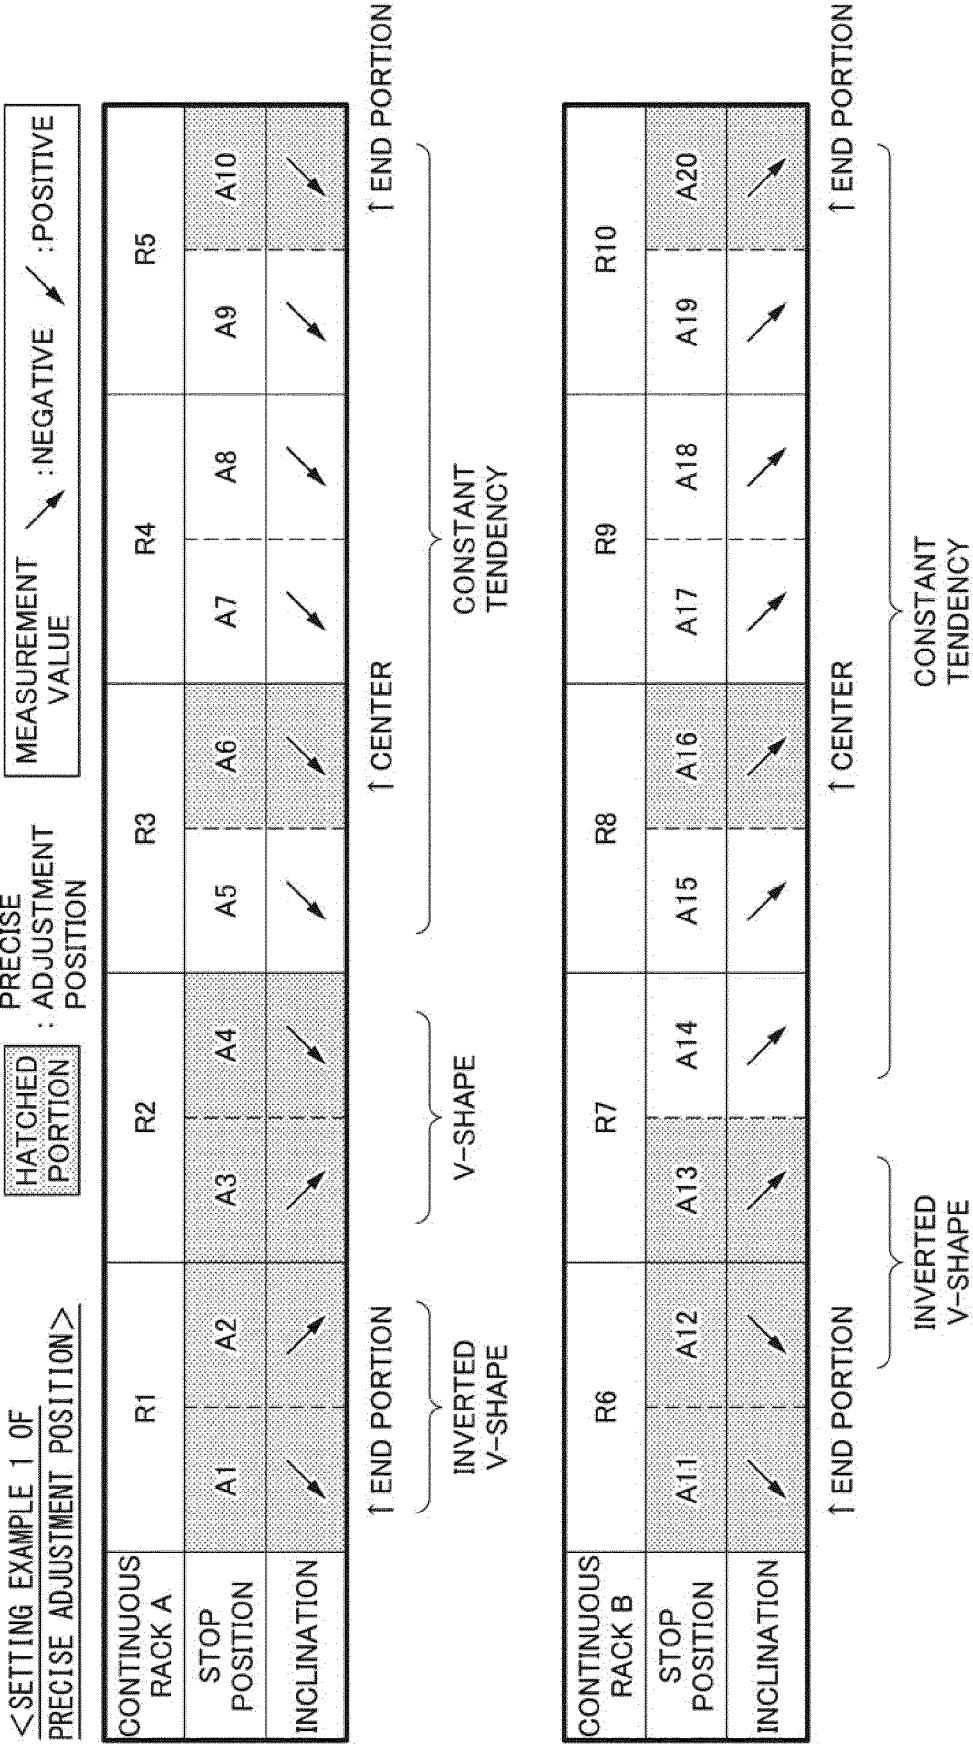 <SETTING EXAMPLE 1 OF
PRECISE ADJUSTMENT POSITION>
HATCHED
PORTION
: PRECISE
ADJUSTMENT
POSITION
MEASUREMENT
VALUE
↗ :NEGATIVE ↙ :POSITIVE
CONTINUOUS
RACK A
R1 R2 R3 R4 R5
STOP
POSITION
A1 A2 A3 A4 A5 A6 A7 A8 A9 A10
INCLINATION
↙ ↗ ↗ ↙ ↙ ↙ ↙ ↙ ↙ ↙
↑END PORTION
↑CENTER
↑END PORTION
INVERTED
V-SHAPE
V-SHAPE
CONSTANT
TENDENCY
CONTINUOUS
RACK B
R6 R7 R8 R9 R10
STOP
POSITION
A11 A12 A13 A14 A15 A16 A17 A18 A19 A20
INCLINATION
↙ ↙ ↗ ↗ ↗ ↗ ↗ ↗ ↗ ↗
↑END PORTION
↑CENTER
↑END PORTION
INVERTED
V-SHAPE
CONSTANT
TENDENCY